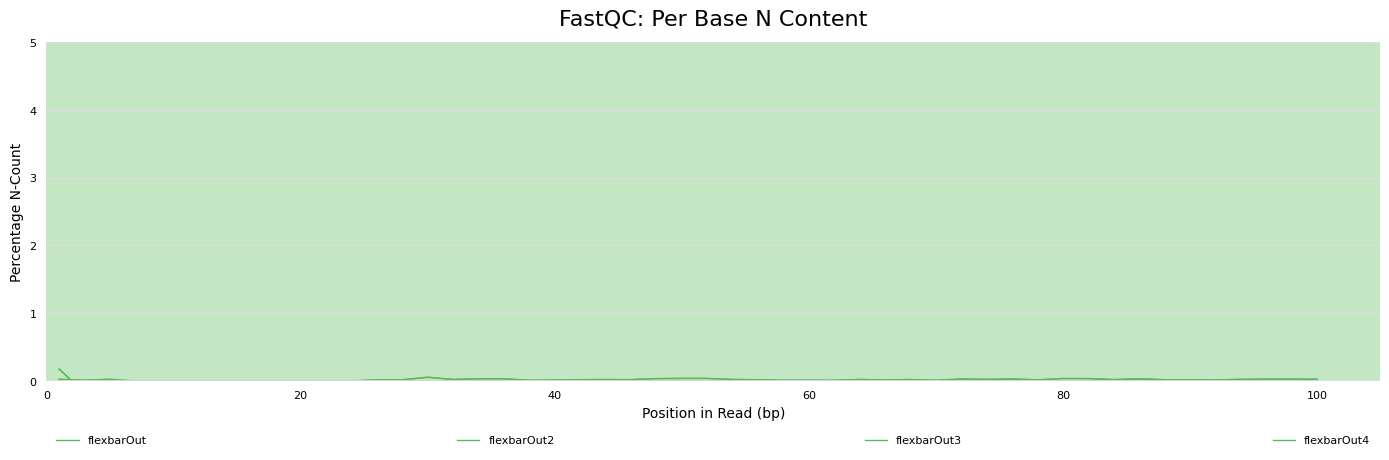 FastQC: Per Base N Content
Percentage N-Count
5
4
3
2
1
0
0 20 40 60 80 100
Position in Read (bp)
flexbarOut flexbarOut2 flexbarOut3 flexbarOut4